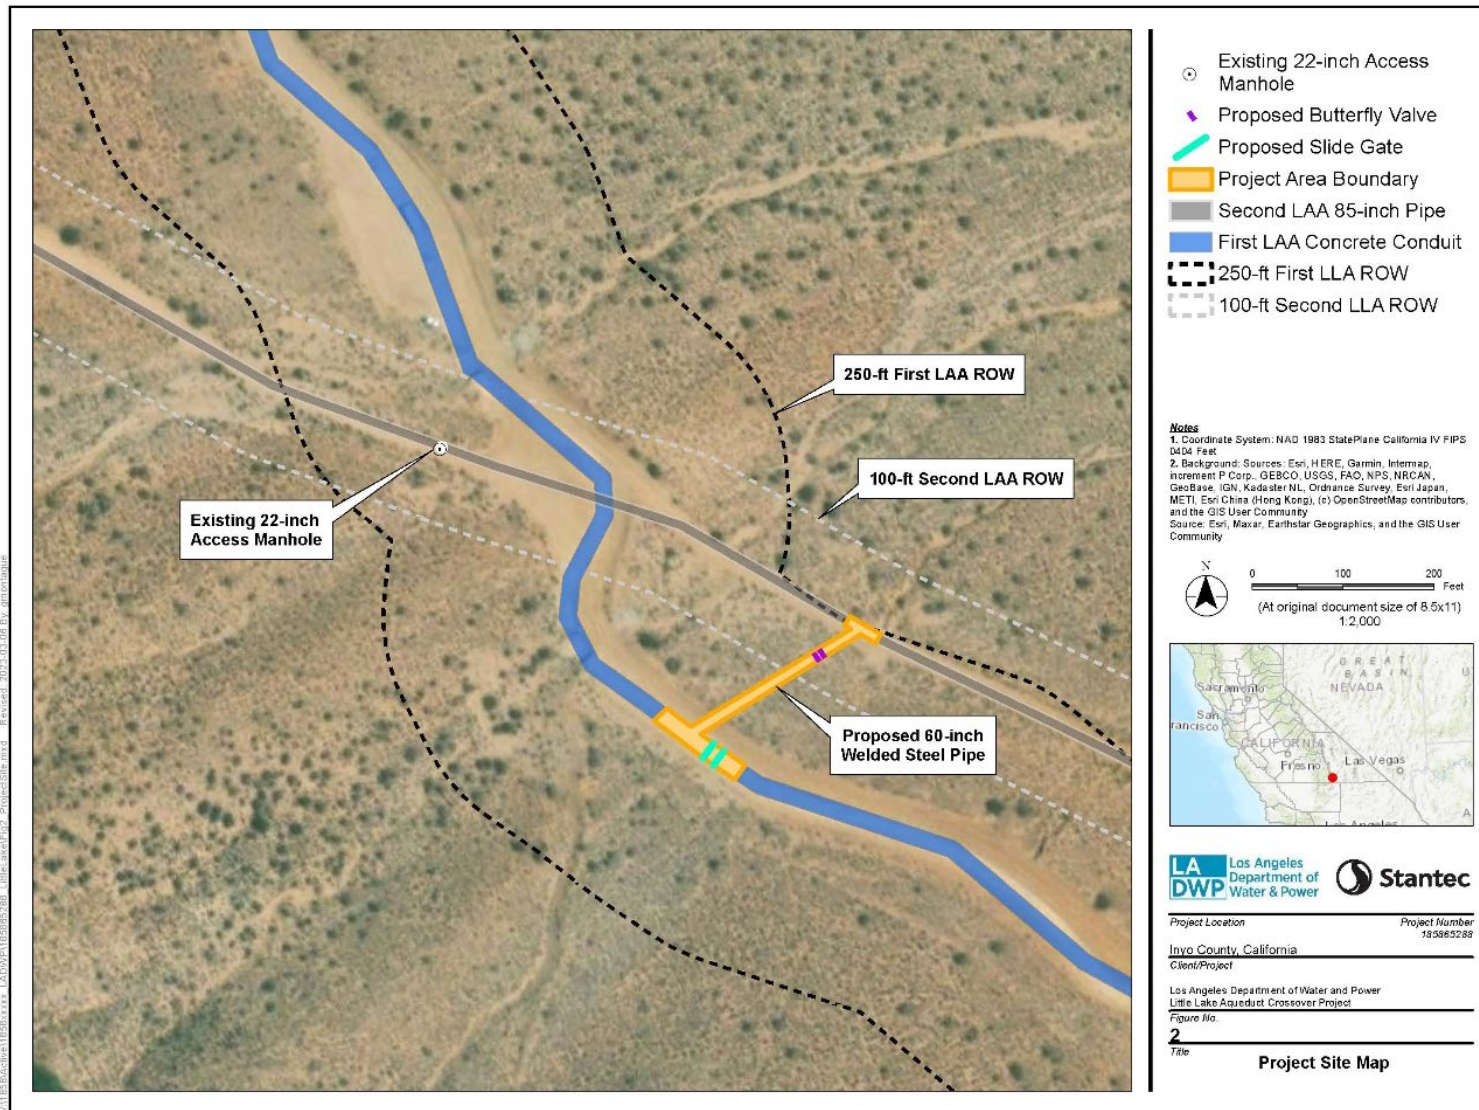 Existing 22-inch Access
Manhole
Proposed Butterfly Valve
Proposed Slide Gate
Project Area Boundary
Second LAA 85-inch Pipe
First LAA Concrete Conduit
250-ft First LLA ROW
100-ft Second LLA ROW
250-ft First LAA ROW
100-ft Second LAA ROW
Existing 22-inch
Access Manhole
Proposed 60-inch
Welded Steel Pipe
Notes
1. Coordinate System: NAD 1983 StatePlane California IV FIPS
0404 Feet
2. Background: Sources: Esri, HERE, Garmin, Intermap,
increment P Corp., GEBCO, USGS, FAO, NPS, NRCAN,
GeoBase, IGN, Kadaster NL, Ordnance Survey, Esri Japan,
METI, Esri China (Hong Kong), (c) OpenStreetMap contributors,
and the GIS User Community
Source: Esri, Maxar, Earthstar Geographics, and the GIS User
Community
N
0 100 200
Feet
(At original document size of 8.5x11)
1:2,000
GREAT
BASIN
NEVADA
Sacramento
San
rancisco
CALIFORNIA
Fresno
Las Vegas
Los Angeles
LA
DWP
Los Angeles
Department of
Water & Power
Stantec
Project Location
Project Number
185865288
Inyo County, California
Client/Project
Los Angeles Department of Water and Power
Little Lake Aqueduct Crossover Project
Figure No.
2
Title
Project Site Map
Revised: 2023-03-06 By: gmontague